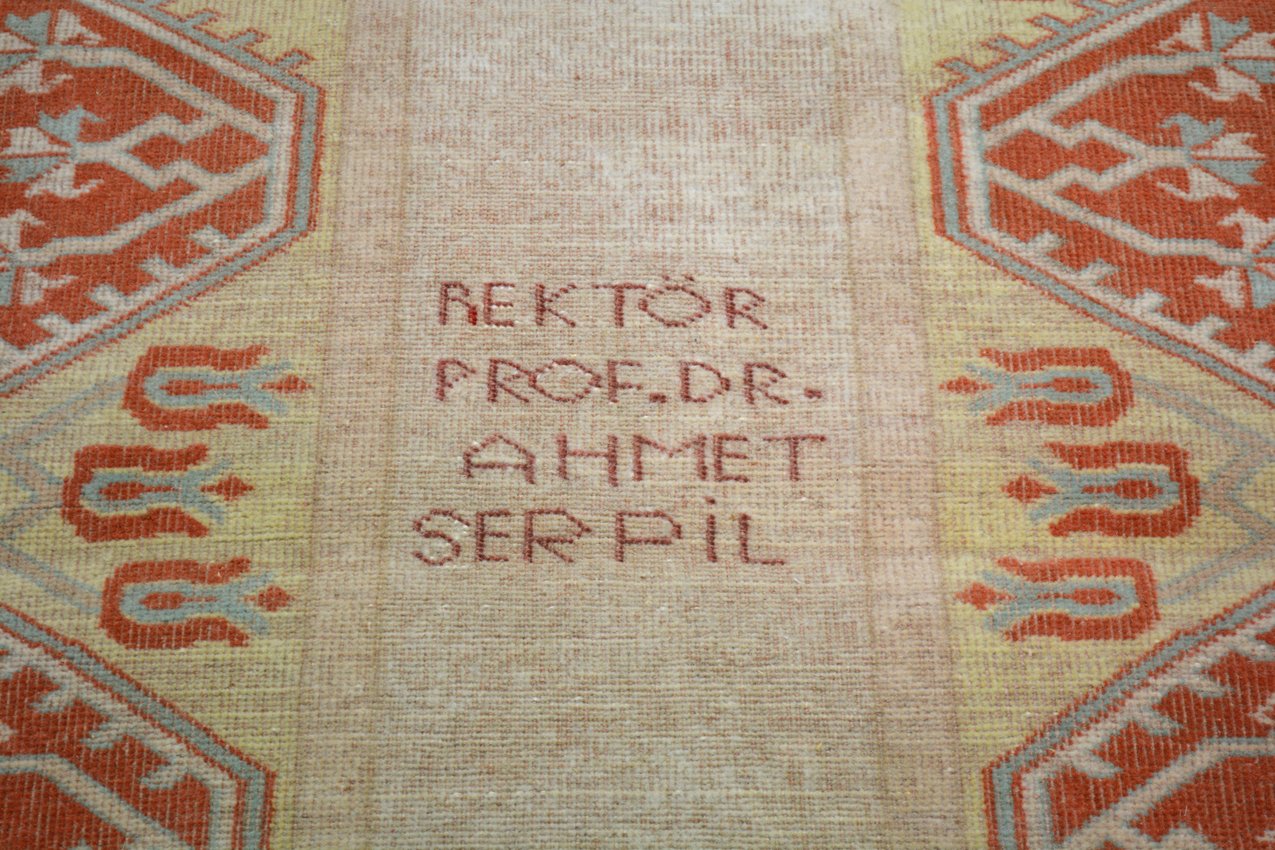 REKTÖR
PROF.DR.
AHMET
SERPİL